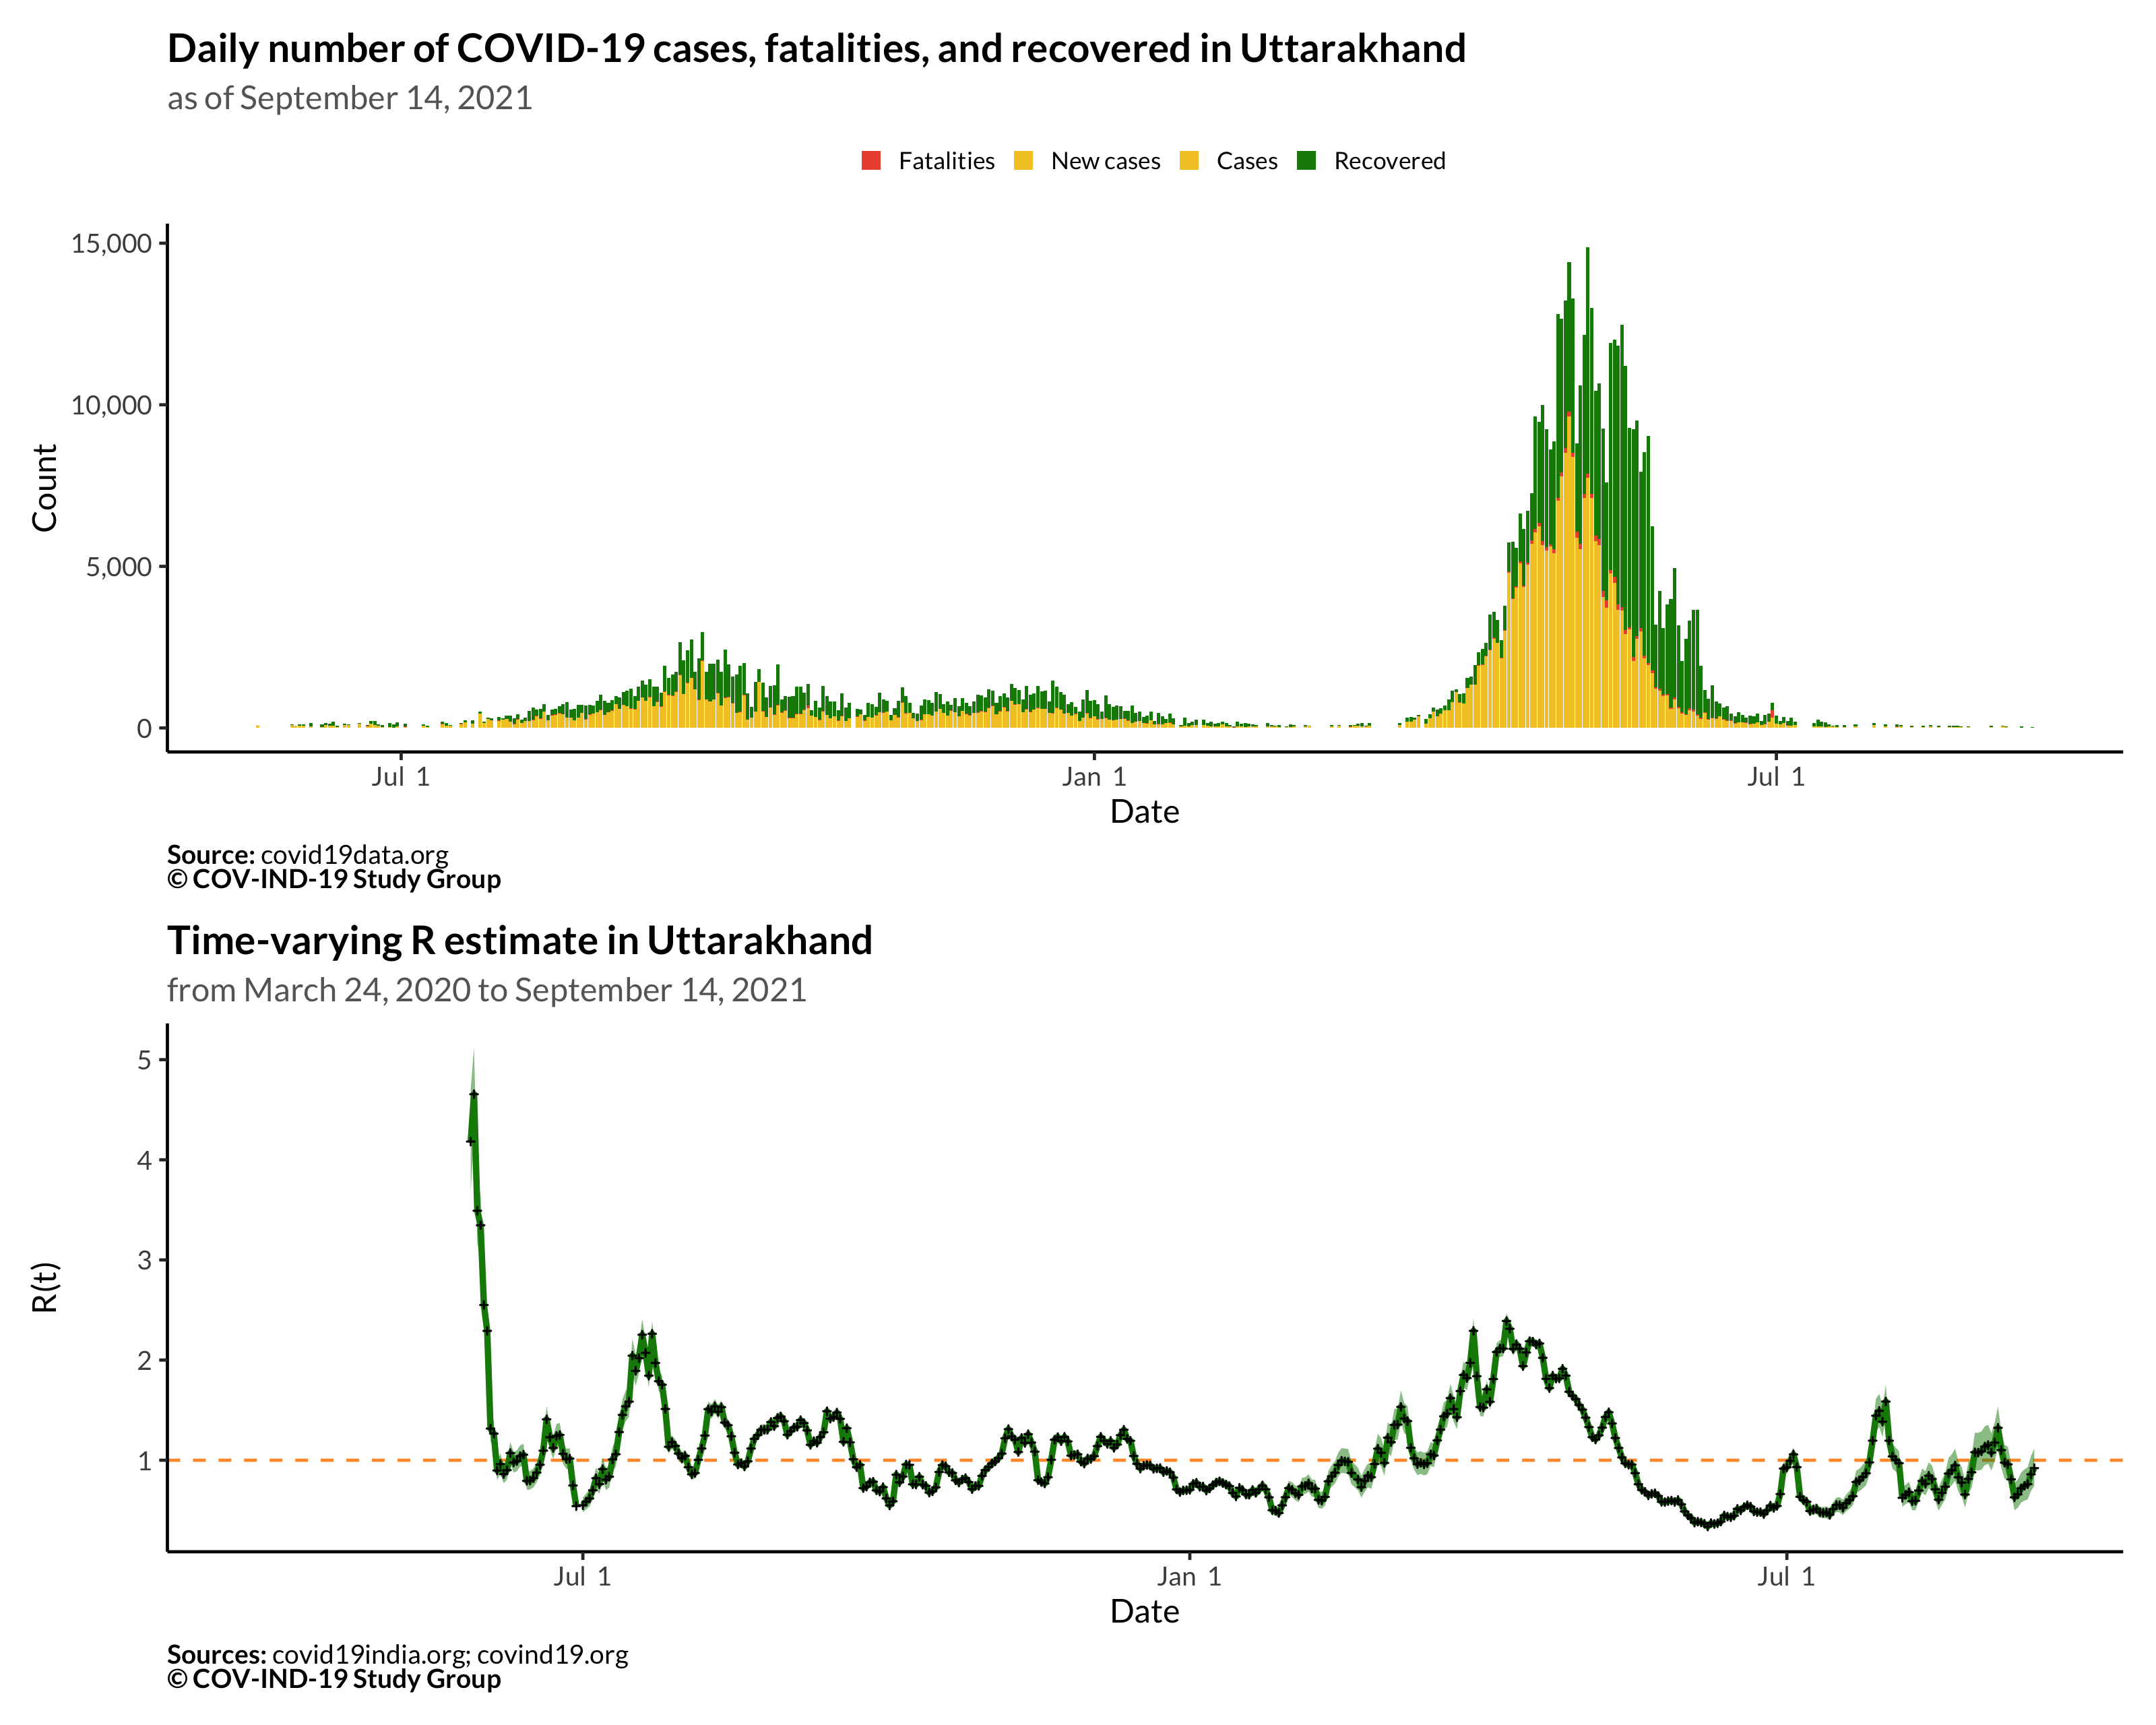 Daily number of COVID-19 cases, fatalities, and recovered in Uttarakhand
as of September 14, 2021
Fatalities New cases Cases Recovered
15,000
10,000
5,000
0
Count
Jul 1 Jan 1 Jul 1
Date
Source: covid19data.org
© COV-IND-19 Study Group
Time-varying R estimate in Uttarakhand
from March 24, 2020 to September 14, 2021
5
4
3
2
1
R(t)
Jul 1 Jan 1 Jul 1
Date
Sources: covid19india.org; covind19.org
© COV-IND-19 Study Group